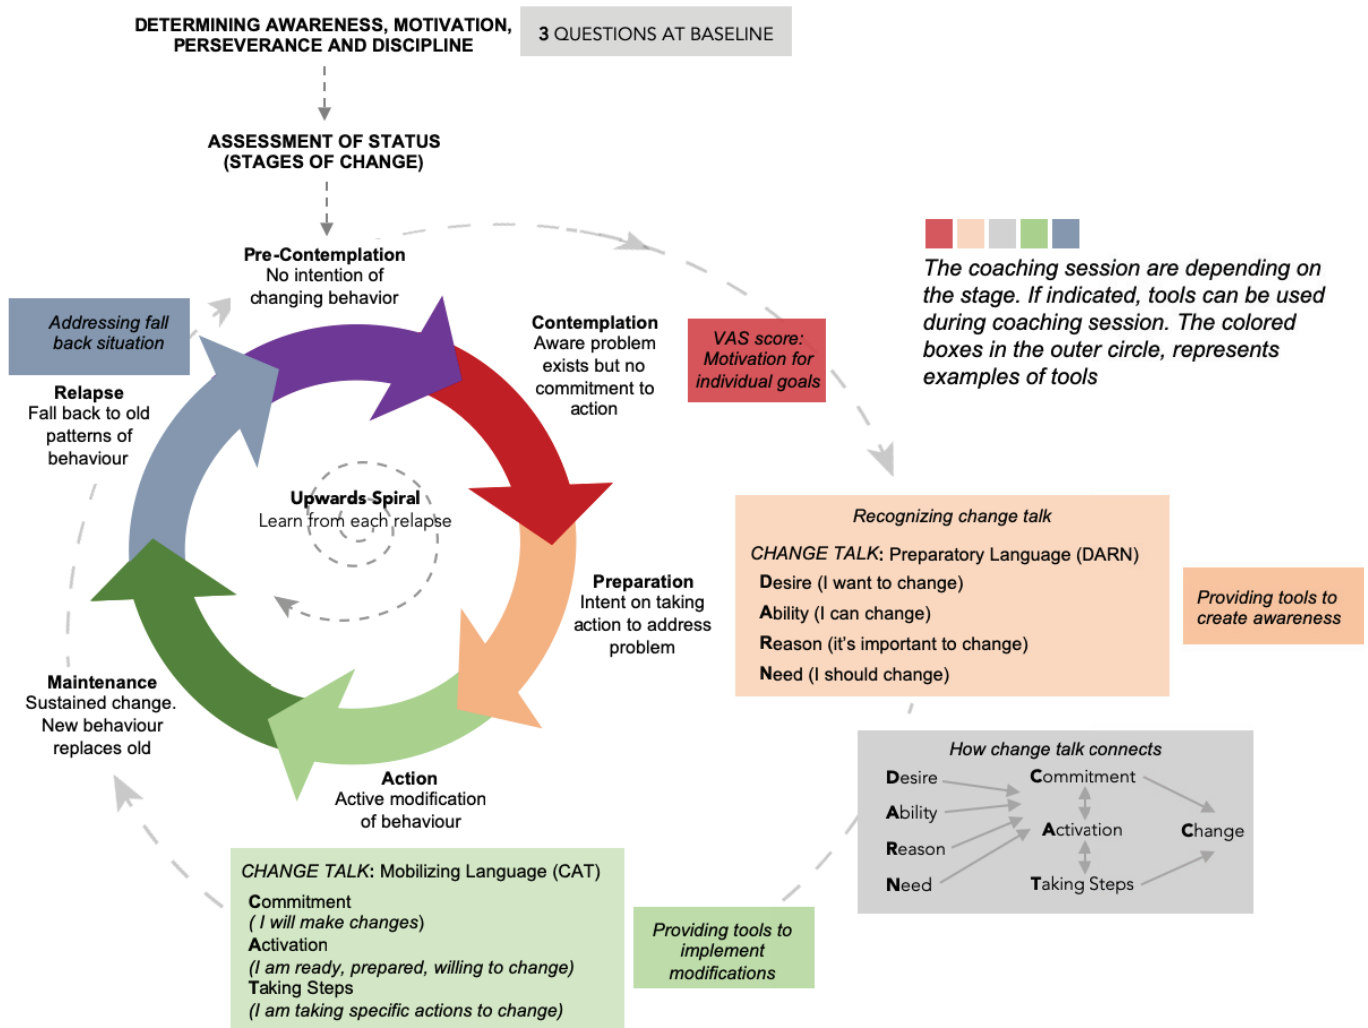 DETERMINING AWARENESS, MOTIVATION,
PERSEVERANCE AND DISCIPLINE
3 QUESTIONS AT BASELINE
ASSESSMENT OF STATUS
(STAGES OF CHANGE)
Pre-Contemplation
No intention of
changing behavior
Addressing fall
back situation
Contemplation
Aware problem
exists but no
commitment to
action
VAS score:
Motivation for
individual goals
The coaching session are depending on
the stage. If indicated, tools can be used
during coaching session. The colored
boxes in the outer circle, represents
examples of tools
Relapse
Fall back to old
patterns of
behaviour
Upwards Spiral
Learn from each relapse
Recognizing change talk
CHANGE TALK: Preparatory Language (DARN)
Desire (I want to change)
Ability (I can change)
Reason (it's important to change)
Need (I should change)
Providing tools to
create awareness
Preparation
Intent on taking
action to address
problem
Maintenance
Sustained change.
New behaviour
replaces old
How change talk connects
Desire
Ability
Reason
Need
Commitment
Activation
Taking Steps
Change
Action
Active modification
of behaviour
CHANGE TALK: Mobilizing Language (CAT)
Commitment
( I will make changes)
Activation
(I am ready, prepared, willing to change)
Taking Steps
(I am taking specific actions to change)
Providing tools to
implement
modifications